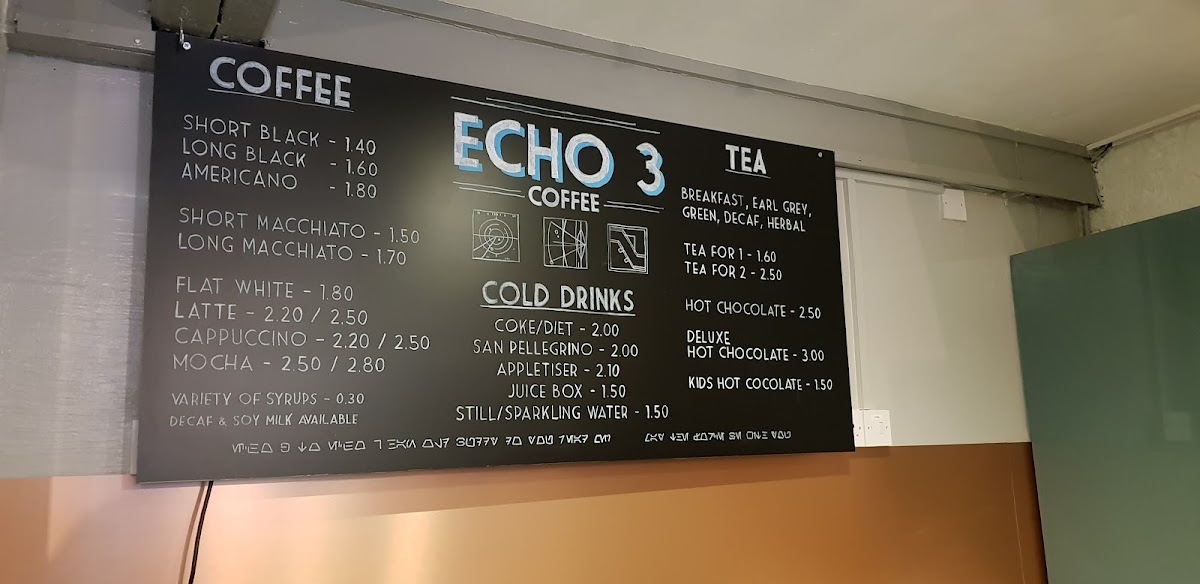 COFFEE
SHORT BLACK - 1.40
LONG BLACK - 1.60
AMERICANO - 1.80
SHORT MACCHIATO - 1.50
LONG MACCHIATO - 1.70
FLAT WHITE - 1.80
LATTE - 2.20 / 2.50
CAPPUCCINO - 2.20 / 2.50
MOCHA - 2.50 / 2.80
VARIETY OF SYRUPS - 0.30
DECAF & SOY MILK AVAILABLE
ECHO 3
COFFEE
COLD DRINKS
COKE/DIET - 2.00
SAN PELLEGRINO - 2.00
APPLETISER - 2.10
JUICE BOX - 1.50
STILL/SPARKLING WATER - 1.50
TEA
BREAKFAST, EARL GREY,
GREEN, DECAF, HERBAL
TEA FOR 1 - 1.60
TEA FOR 2 - 2.50
HOT CHOCOLATE - 2.50
DELUXE
HOT CHOCOLATE - 3.00
KIDS HOT COCOLATE - 1.50